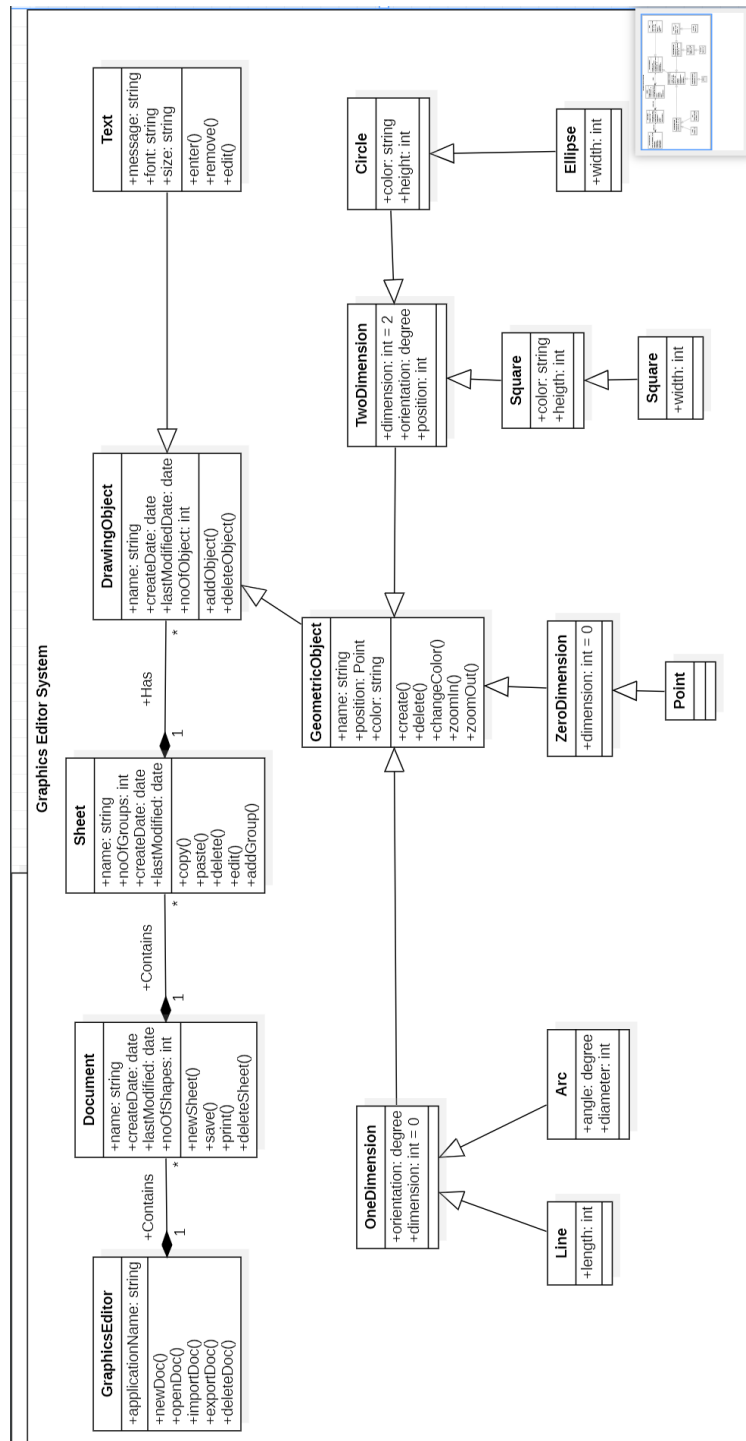 Graphics Editor System
GraphicsEditor
+applicationName: string
+newDoc()
+openDoc()
+importDoc()
+exportDoc()
+deleteDoc()
+Contains
1
*
Document
+name: string
+createDate: date
+lastModified: date
+noOfShapes: int
+newSheet()
+save()
+print()
+deleteSheet()
+Contains
1
*
Sheet
+name: string
+noOfGroups: int
+createDate: date
+lastModified: date
+copy()
+paste()
+delete()
+edit()
+addGroup()
+Has
1
*
DrawingObject
+name: string
+createDate: date
+lastModifiedDate: date
+noOfObject: int
+addObject()
+deleteObject()
Text
+message: string
+font: string
+size: string
+enter()
+remove()
+edit()
GeometricObject
+name: string
+position: Point
+color: string
+create()
+delete()
+changeColor()
+zoomIn()
+zoomOut()
OneDimension
+orientation: degree
+dimension: int = 0
TwoDimension
+dimension: int = 2
+orientation: degree
+position: int
Circle
+color: string
+height: int
Line
+length: int
Arc
+angle: degree
+diameter: int
ZeroDimension
+dimension: int = 0
Point
Square
+color: string
+heigth: int
Square
+width: int
Ellipse
+width: int